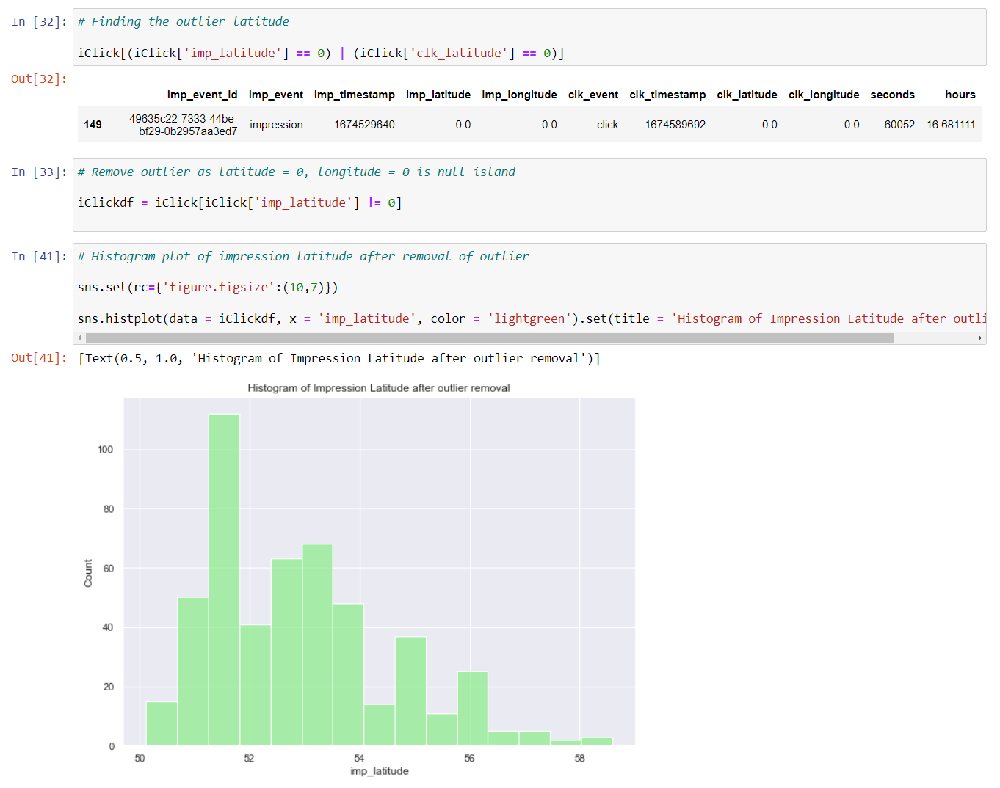 In [32]: # Finding the outlier latitude
iClick[(iClick['imp_latitude'] == 0) | (iClick['clk_latitude'] == 0)]
Out[32]:
imp_event_id imp_event imp_timestamp imp_latitude imp_longitude clk_event clk_timestamp clk_latitude clk_longitude seconds hours
149 49635c22-7333-44be-bf29-0b2957aa3ed7 impression 1674529640 0.0 0.0 click 1674589692 0.0 0.0 60052 16.681111
In [33]: # Remove outlier as latitude = 0, longitude = 0 is null island
iClickdf = iClick[iClick['imp_latitude'] != 0]
In [41]: # Histogram plot of impression latitude after removal of outlier
sns.set(rc={'figure.figsize':(10,7)})
sns.histplot(data = iClickdf, x = 'imp_latitude', color = 'lightgreen').set(title = 'Histogram of Impression Latitude after outli
Out[41]: [Text(0.5, 1.0, 'Histogram of Impression Latitude after outlier removal')]
Histogram of Impression Latitude after outlier removal
100
80
60
40
20
0
Count
50 52 54 56 58
imp_latitude